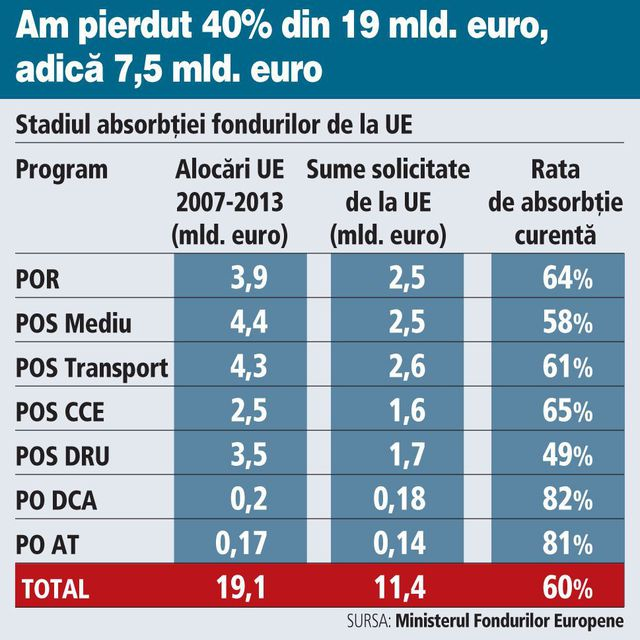 Am pierdut 40% din 19 mld. euro,
adică 7,5 mld. euro
Stadiul absorbţiei fondurilor de la UE
Program Alocări UE 2007-2013 (mld. euro) Sume solicitate de la UE (mld. euro) Rata de absorbţie curentă
POR 3,9 2,5 64%
POS Mediu 4,4 2,5 58%
POS Transport 4,3 2,6 61%
POS CCE 2,5 1,6 65%
POS DRU 3,5 1,7 49%
PO DCA 0,2 0,18 82%
PO AT 0,17 0,14 81%
TOTAL 19,1 11,4 60%
SURSA: Ministerul Fondurilor Europene